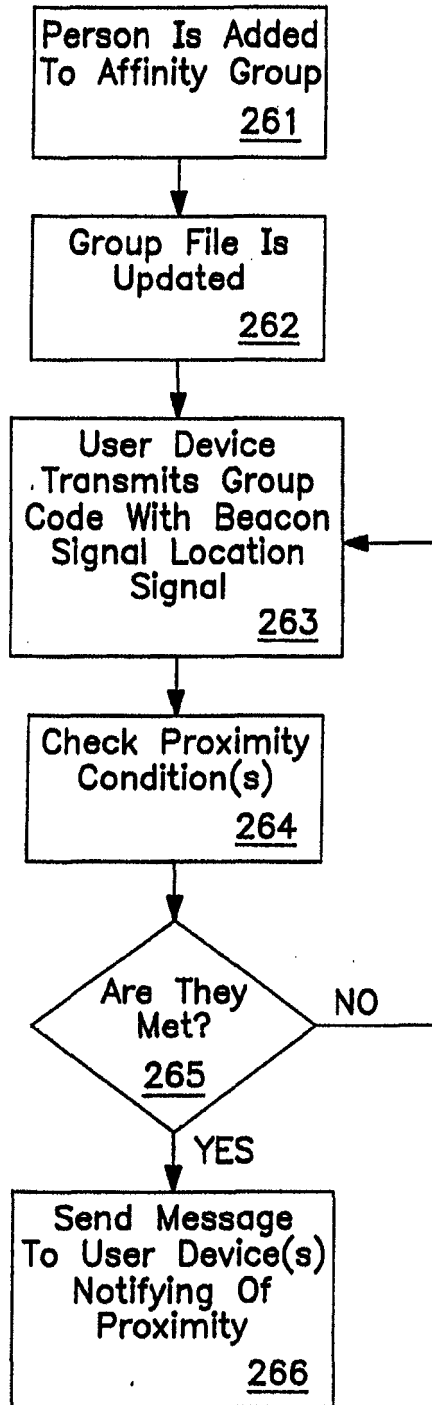 Person Is Added
To Affinity Group
261
Group File Is
Updated
262
User Device
Transmits Group
Code With Beacon
Signal Location
Signal
263
Check Proximity
Condition(s)
264
Are They
Met?
265
NO
YES
Send Message
To User Device(s)
Notifying Of
Proximity
266